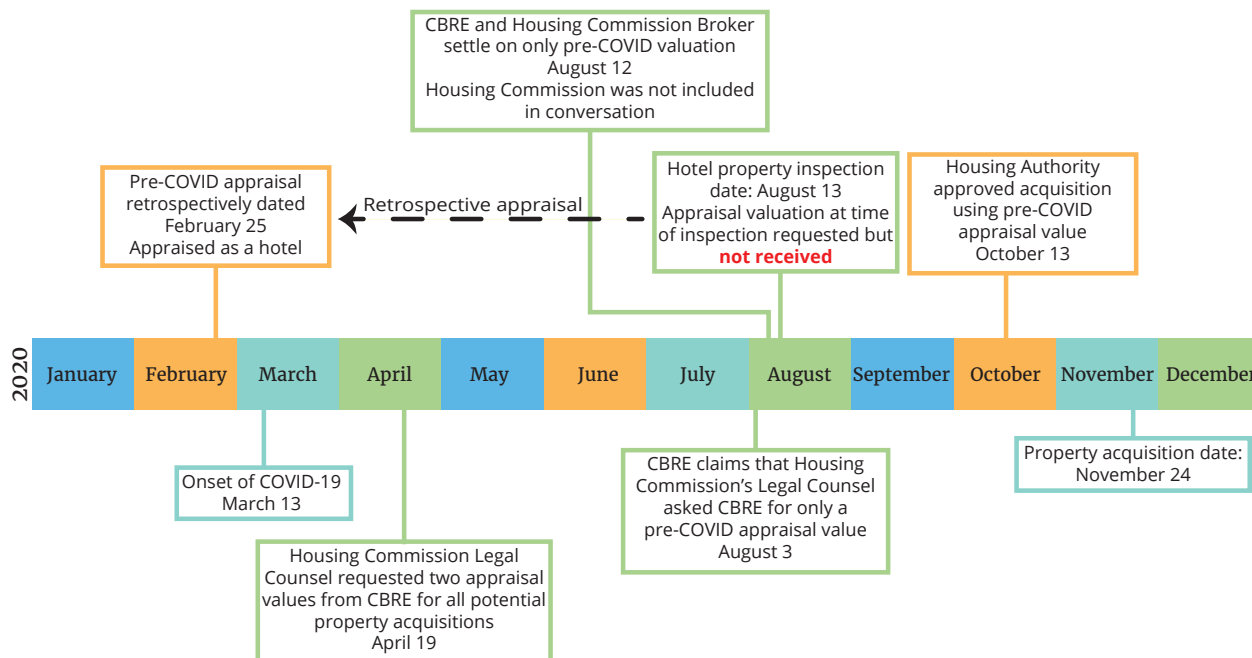 CBRE and Housing Commission Broker
settle on only pre-COVID valuation
August 12
Housing Commission was not included
in conversation
Pre-COVID appraisal
retrospectively dated
February 25
Appraised as a hotel
Retrospective appraisal
Hotel property inspection
date: August 13
Appraisal valuation at time
of inspection requested but
not received
Housing Authority
approved acquisition
using pre-COVID
appraisal value
October 13
2020
January
February
March
April
May
June
July
August
September
October
November
December
Onset of COVID-19
March 13
Housing Commission Legal
Counsel requested two appraisal
values from CBRE for all potential
property acquisitions
April 19
CBRE claims that Housing
Commission’s Legal Counsel
asked CBRE for only a
pre-COVID appraisal value
August 3
Property acquisition date:
November 24